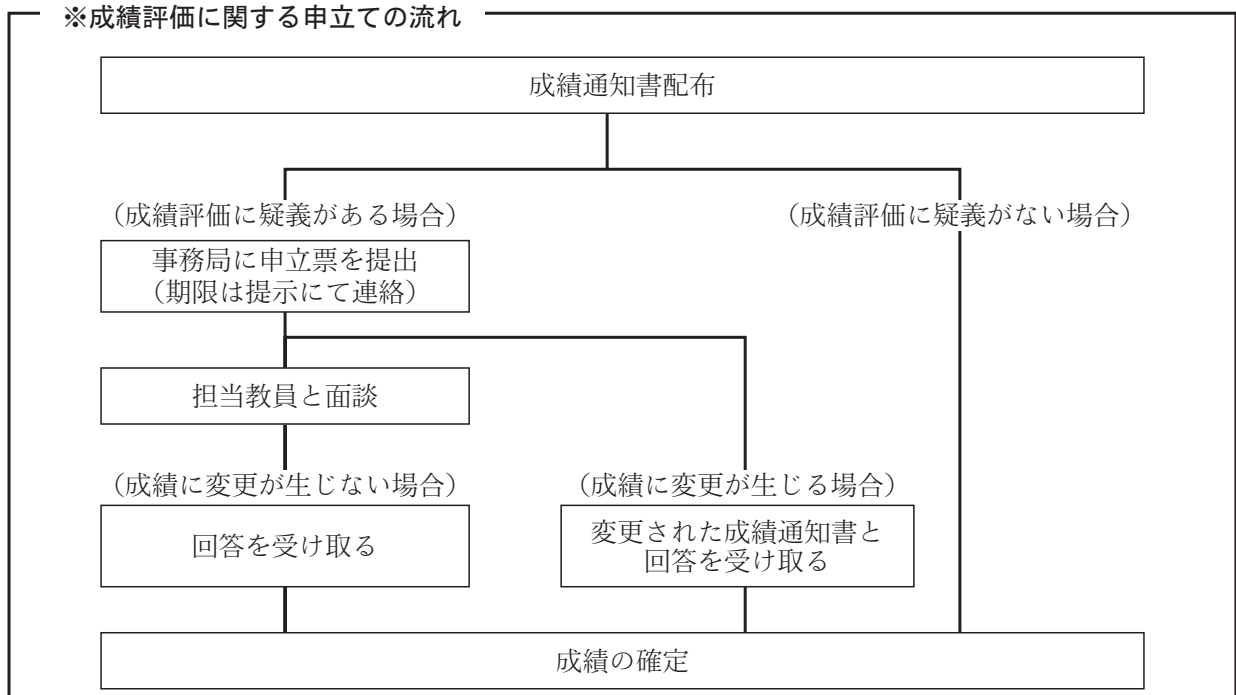 ※成績評価に関する申立ての流れ
成績通知書配布
（成績評価に疑義がある場合）
（成績評価に疑義がない場合）
事務局に申立票を提出
（期限は提示にて連絡）
担当教員と面談
（成績に変更が生じない場合）
（成績に変更が生じる場合）
回答を受け取る
変更された成績通知書と
回答を受け取る
成績の確定